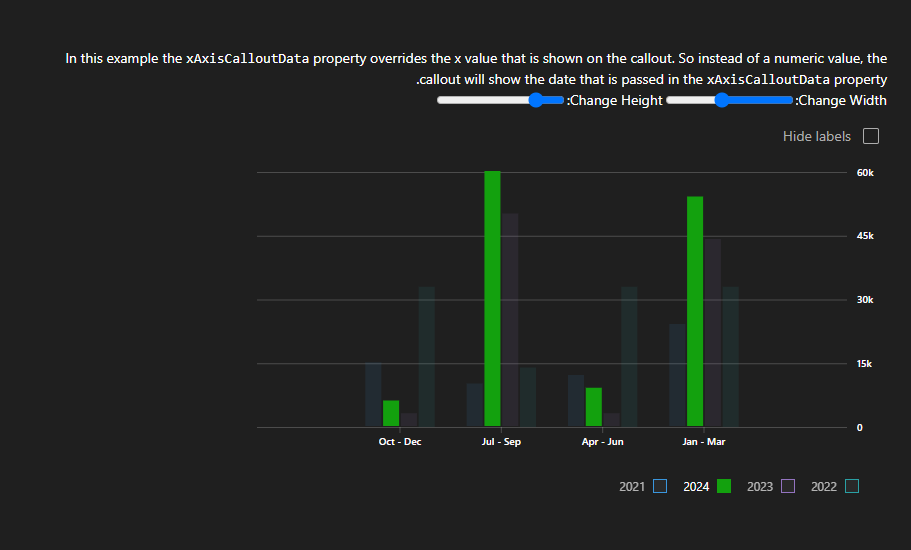 In this example the xAxisCalloutData property overrides the x value that is shown on the callout. So instead of a numeric value, the
.callout will show the date that is passed in the xAxisCalloutData property
:Change Height :Change Width
Hide labels
60k
45k
30k
15k
0
Oct - Dec Jul - Sep Apr - Jun Jan - Mar
2021 2024 2023 2022